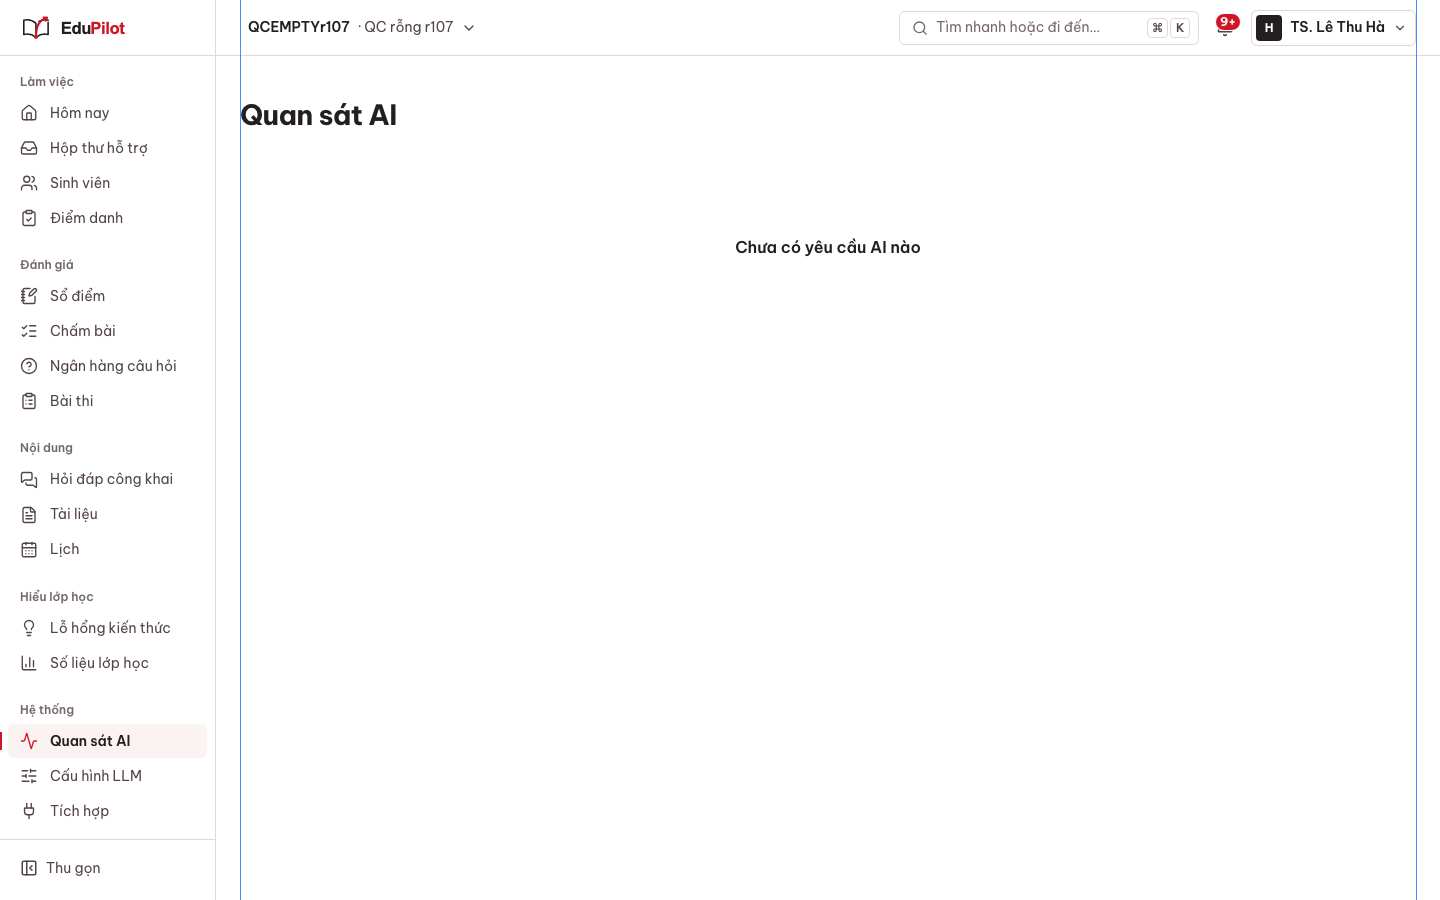 EduPilot
QCEMPTYr107 · QC rỗng r107
Tìm nhanh hoặc đi đến...
⌘ K
9+
H
TS. Lê Thu Hà
Làm việc
Hôm nay
Hộp thư hỗ trợ
Sinh viên
Điểm danh
Đánh giá
Sổ điểm
Chấm bài
Ngân hàng câu hỏi
Bài thi
Nội dung
Hỏi đáp công khai
Tài liệu
Lịch
Hiểu lớp học
Lỗ hổng kiến thức
Số liệu lớp học
Hệ thống
Quan sát AI
Cấu hình LLM
Tích hợp
Thu gọn
Quan sát AI
Chưa có yêu cầu AI nào